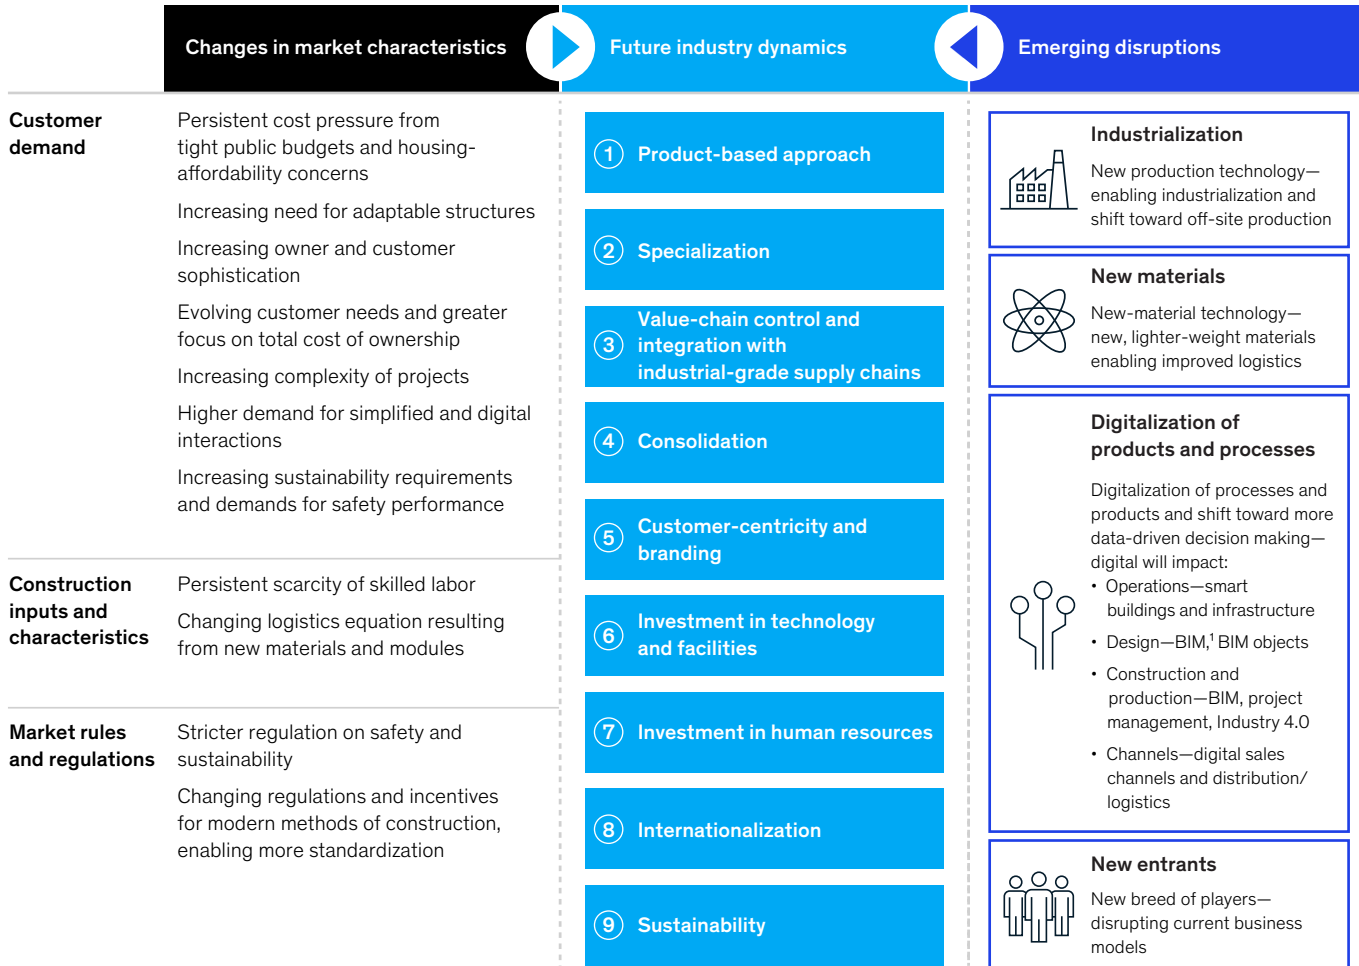 Changes in market characteristics
Future industry dynamics
Emerging disruptions
Customer
demand
Persistent cost pressure from
tight public budgets and housing-
affordability concerns
Increasing need for adaptable structures
Increasing owner and customer
sophistication
Evolving customer needs and greater
focus on total cost of ownership
Increasing complexity of projects
Higher demand for simplified and digital
interactions
Increasing sustainability requirements
and demands for safety performance
Construction
inputs and
characteristics
Persistent scarcity of skilled labor
Changing logistics equation resulting
from new materials and modules
Market rules
and regulations
Stricter regulation on safety and
sustainability
Changing regulations and incentives
for modern methods of construction,
enabling more standardization
1 Product-based approach
2 Specialization
Value-chain control and
3 integration with
industrial-grade supply chains
4 Consolidation
5 Customer-centricity and
branding
6 Investment in technology
and facilities
7 Investment in human resources
8 Internationalization
9 Sustainability
Industrialization
New production technology—
enabling industrialization and
shift toward off-site production
New materials
New-material technology—
new, lighter-weight materials
enabling improved logistics
Digitalization of
products and processes
Digitalization of processes and
products and shift toward more
data-driven decision making—
digital will impact:
• Operations—smart
buildings and infrastructure
• Design—BIM,¹ BIM objects
• Construction and
production—BIM, project
management, Industry 4.0
• Channels—digital sales
channels and distribution/
logistics
New entrants
New breed of players—
disrupting current business
models